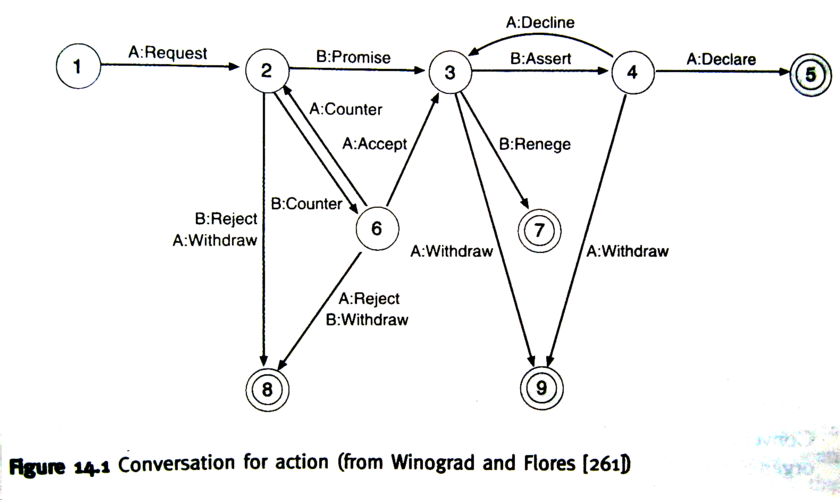 A:Decline
A:Request
B:Promise
B:Assert
A:Declare
1
2
3
4
5
A:Counter
A:Accept
B:Renege
B:Counter
B:Reject
A:Withdraw
6
7
A:Withdraw
A:Withdraw
A:Reject
B:Withdraw
8
9
Figure 14.1 Conversation for action (from Winograd and Flores [261])